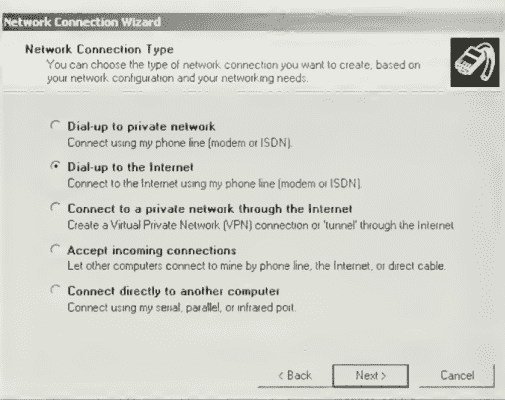 Network Connection Wizard
Network Connection Type
You can choose the type of network connection you want to create, based on
your network configuration and your networking needs.
Dial-up to private network
Connect using my phone line (modem or ISDN).
Dial-up to the Internet
Connect to the Internet using my phone line (modem or ISDN).
Connect to a private network through the Internet
Create a Virtual Private Network (VPN) connection or 'tunnel' through the Internet
Accept incoming connections
Let other computers connect to mine by phone line, the Internet, or direct cable.
Connect directly to another computer
Connect using my serial, parallel, or infrared port.
< Back Next > Cancel